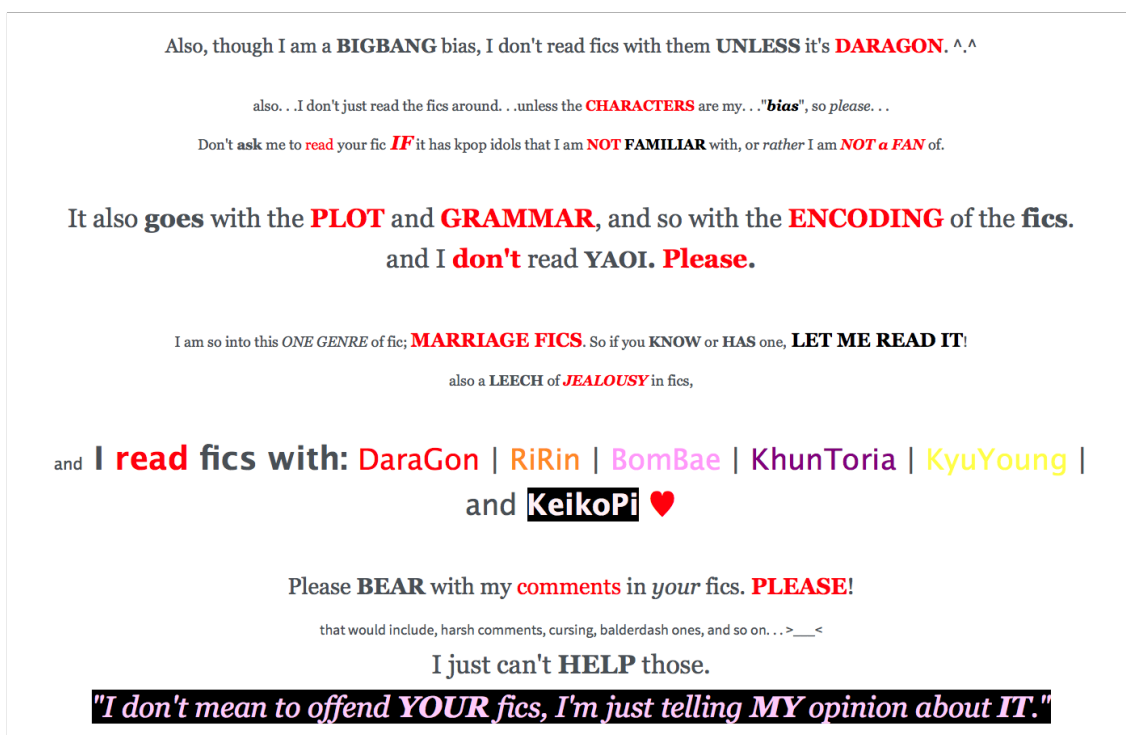 Also, though I am a BIGBANG bias, I don't read fics with them UNLESS it's DARAGON. ^.^
also. . .I don't just read the fics around. . .unless the CHARACTERS are my. . ."bias", so please. . .
Don't ask me to read your fic IF it has kpop idols that I am NOT FAMILIAR with, or rather I am NOT a FAN of.
It also goes with the PLOT and GRAMMAR, and so with the ENCODING of the fics.
and I don't read YAOI. Please.
I am so into this ONE GENRE of fic; MARRIAGE FICS. So if you KNOW or HAS one, LET ME READ IT!
also a LEECH of JEALOUSY in fics,
and I read fics with: DaraGon | RiRin | BomBae | KhunToria | KyuYoung |
and KeikoPi ♥
Please BEAR with my comments in your fics. PLEASE!
that would include, harsh comments, cursing, balderdash ones, and so on. . . >___<
I just can't HELP those.
"I don't mean to offend YOUR fics, I'm just telling MY opinion about IT."